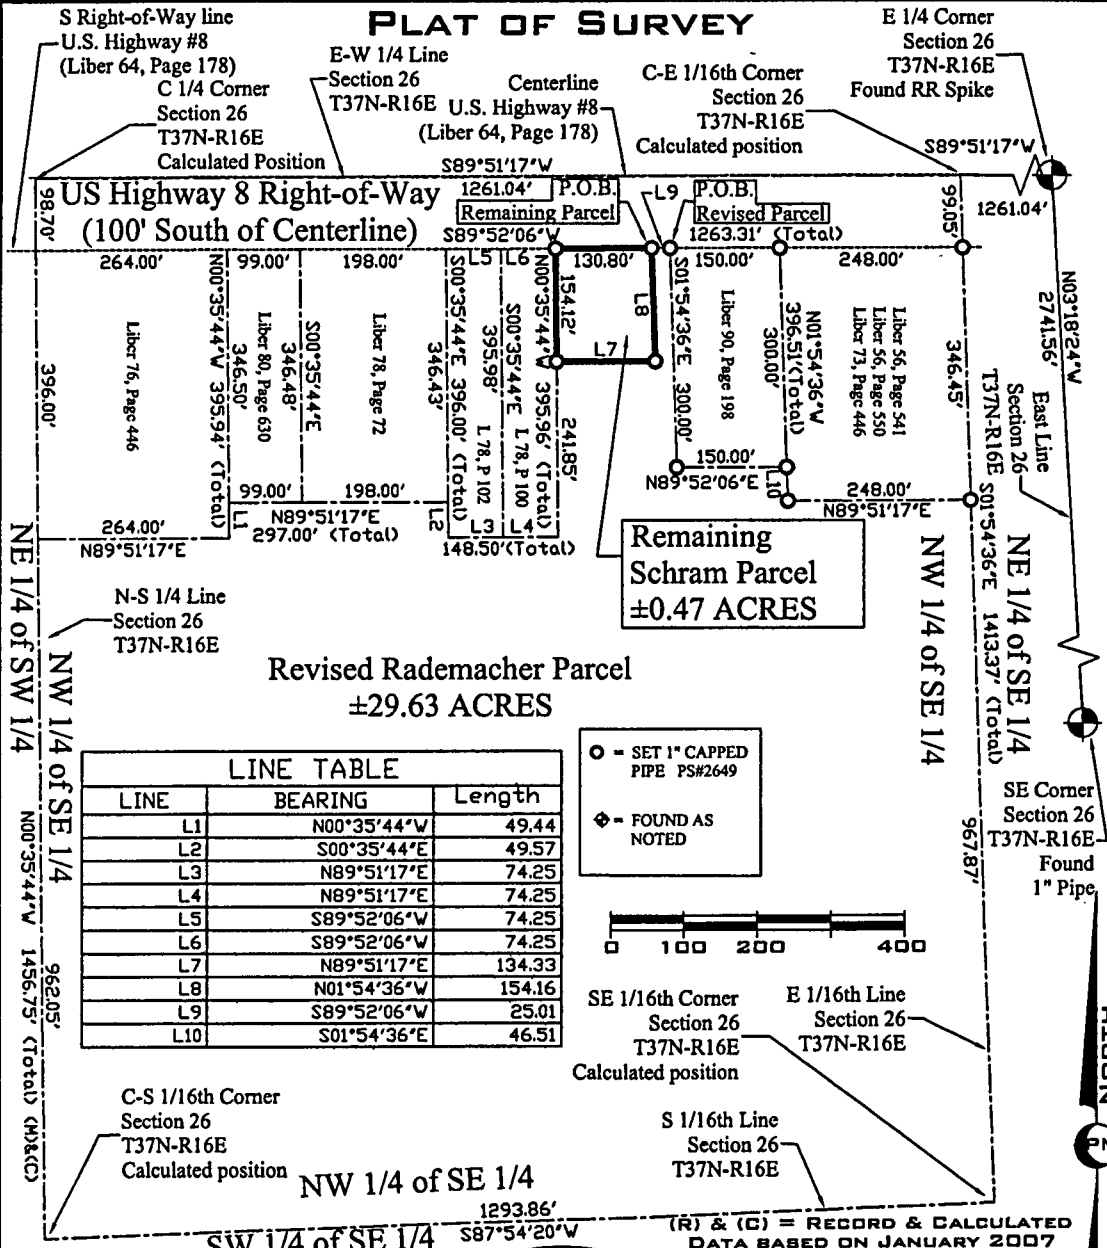 PLAT OF SURVEY
S Right-of-Way line
U.S. Highway #8
(Liber 64, Page 178)
C 1/4 Corner
Section 26
T37N-R16E
Calculated Position
E-W 1/4 Line
Section 26
T37N-R16E
Centerline
U.S. Highway #8
(Liber 64, Page 178)
C-E 1/16th Corner
Section 26
T37N-R16E
Calculated position
E 1/4 Corner
Section 26
T37N-R16E
Found RR Spike
S89°51'17"W
S89°51'17"W
1261.04'
1261.04'
98.70'
99.05'
US Highway 8 Right-of-Way
(100' South of Centerline)
P.O.B.
Remaining Parcel
L9
P.O.B.
Revised Parcel
S89°52'06"W
1263.31' (Total)
264.00'
99.00'
198.00'
L5
L6
130.80'
150.00'
248.00'
396.00'
Liber 76, Page 446
N00°35'44"W 395.94' (Total)
346.50'
Liber 80, Page 630
346.48'
S00°35'44"E
Liber 78, Page 72
346.43'
S00°35'44"E 396.00' (Total)
L 78, P 102
395.98'
S00°35'44"E
L 78, P 100
N00°35'44"W 395.96' (Total)
154.12'
241.85'
L8
L7
S01°54'36"E 300.00'
Liber 90, Page 198
300.00'
396.51'(Total)
N01°54'36"W
Liber 73, Page 446
Liber 56, Page 550
Liber 56, Page 541
346.45'
N03°18'24"W
2741.56'
East Line
Section 26
T37N-R16E
150.00'
N89°52'06"E
L10
248.00'
N89°51'17"E
99.00'
198.00'
L1
N89°51'17"E
297.00' (Total)
L2
L3
L4
148.50'(Total)
264.00'
N89°51'17"E
S01°54'36"E 1413.37' (Total)
Remaining
Schram Parcel
±0.47 ACRES
NE 1/4 of SW 1/4
NW 1/4 of SE 1/4
N-S 1/4 Line
Section 26
T37N-R16E
NW 1/4 of SE 1/4
NE 1/4 of SE 1/4
Revised Rademacher Parcel
±29.63 ACRES
LINE TABLE
LINE BEARING Length
L1 N00°35'44"W 49.44
L2 S00°35'44"E 49.57
L3 N89°51'17"E 74.25
L4 N89°51'17"E 74.25
L5 S89°52'06"W 74.25
L6 S89°52'06"W 74.25
L7 N89°51'17"E 134.33
L8 N01°54'36"W 154.16
L9 S89°52'06"W 25.01
L10 S01°54'36"E 46.51
= SET 1" CAPPED
PIPE PS#2649
= FOUND AS
NOTED
SE Corner
Section 26
T37N-R16E
Found
1" Pipe
967.87'
0 100 200 400
N00°35'44"W 1456.75' (Total) (M)&(C)
962.05'
SE 1/16th Corner
Section 26
T37N-R16E
Calculated position
E 1/16th Line
Section 26
T37N-R16E
C-S 1/16th Corner
Section 26
T37N-R16E
Calculated position
S 1/16th Line
Section 26
T37N-R16E
NW 1/4 of SE 1/4
1293.86'
S87°54'20"W
SW 1/4 of SE 1/4
(R) & (C) = RECORD & CALCULATED
DATA BASED ON JANUARY 2007